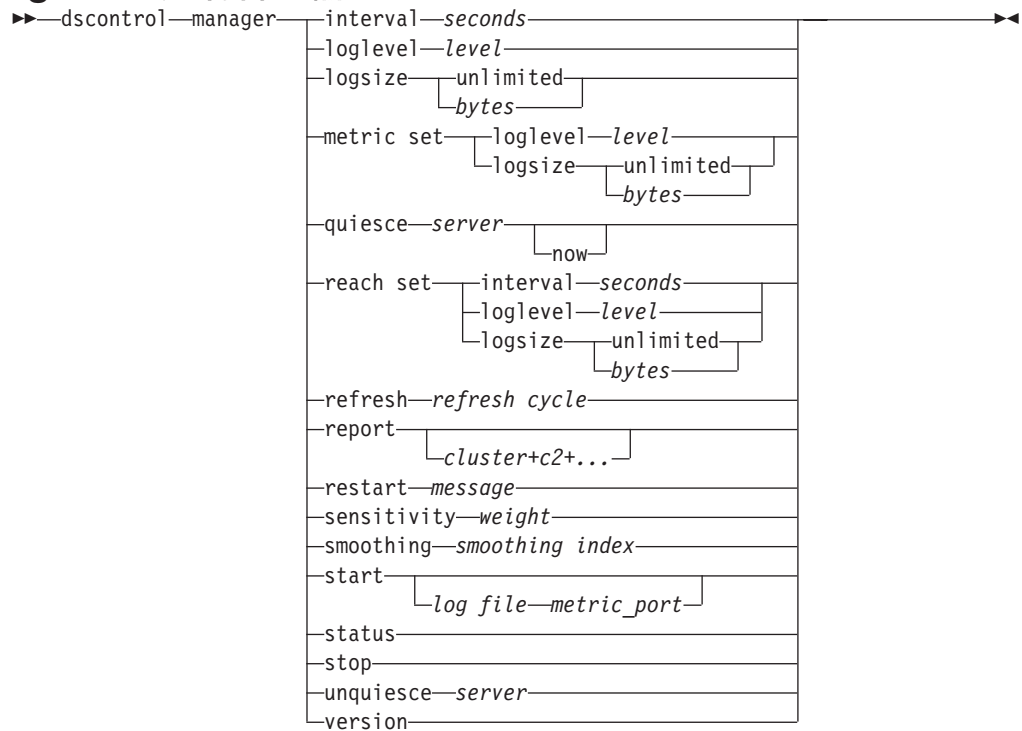 dscontrol manager interval seconds
loglevel level
logsize unlimited
bytes
metric set loglevel level
logsize unlimited
bytes
quiesce server
now
reach set interval seconds
loglevel level
logsize unlimited
bytes
refresh refresh cycle
report
cluster+c2+...
restart message
sensitivity weight
smoothing smoothing index
start
log file metric_port
status
stop
unquiesce server
version